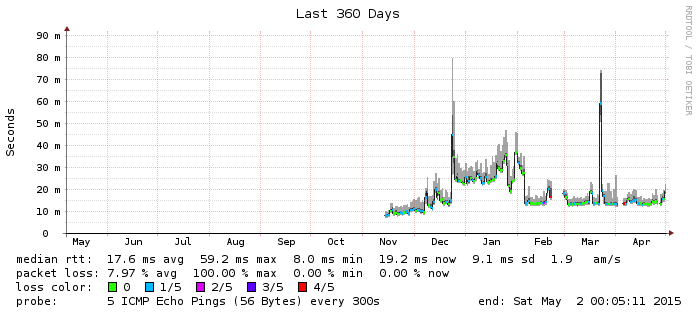 Last 360 Days
RRDTOOL / TOBI OETIKER
Seconds
90 m
80 m
70 m
60 m
50 m
40 m
30 m
20 m
10 m
0
May Jun Jul Aug Sep Oct Nov Dec Jan Feb Mar Apr
median rtt: 17.6 ms avg 59.2 ms max 8.0 ms min 19.2 ms now 9.1 ms sd 1.9 am/s
packet loss: 7.97 % avg 100.00 % max 0.00 % min 0.00 % now
loss color: 0 1/5 2/5 3/5 4/5
probe: 5 ICMP Echo Pings (56 Bytes) every 300s end: Sat May 2 00:05:11 2015